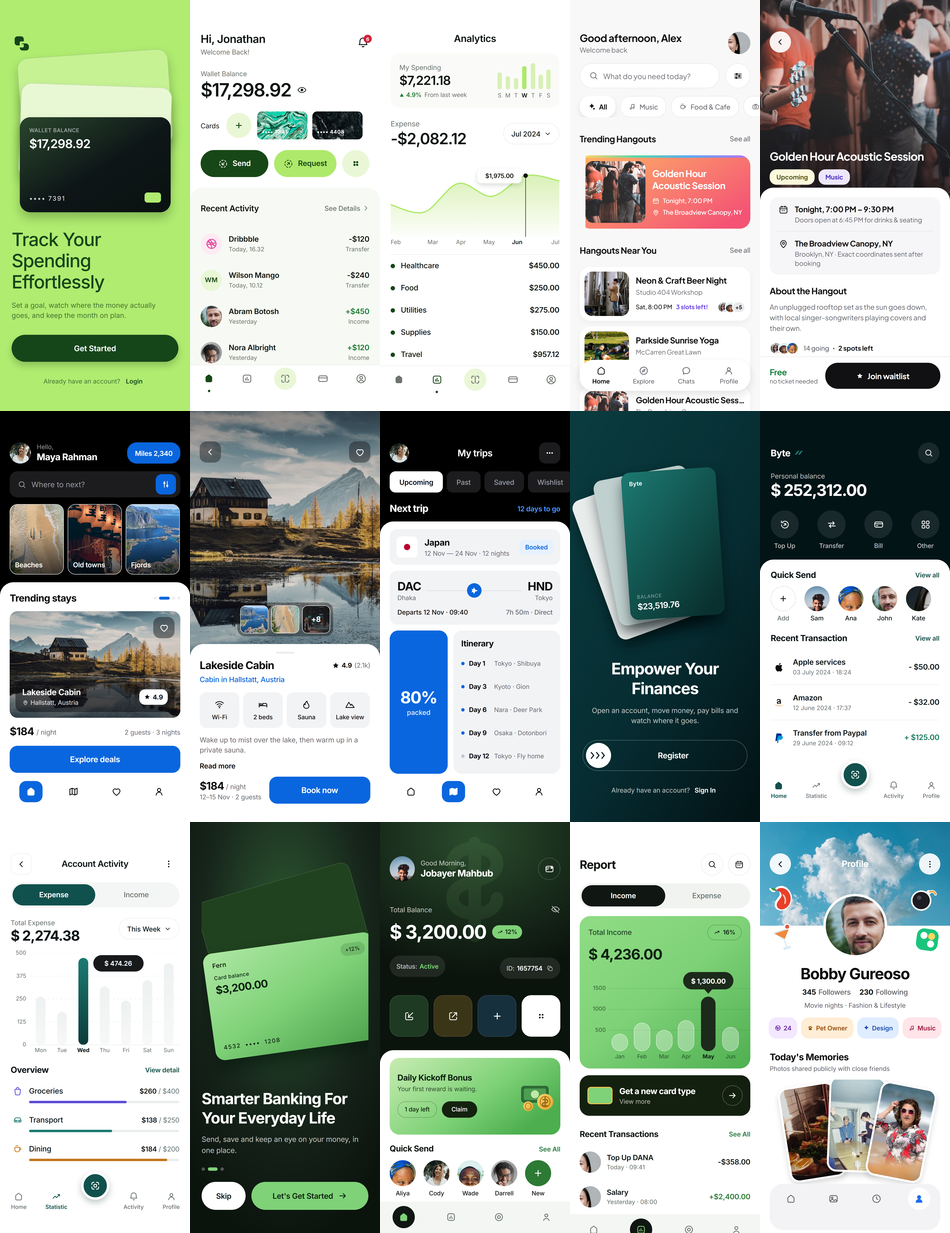 WALLET BALANCE
$17,298.92
•••• 7391
Track Your
Spending
Effortlessly
Set a goal, watch where the money actually
goes, and keep the month on plan.
Get Started
Already have an account? Login
Hi, Jonathan
Welcome Back!
6
Wallet Balance
$17,298.92
Cards
+
•••• 4408
Send
Request
Recent Activity
See Details >
Dribbble
Today, 16.32
-$120
Transfer
WM
Wilson Mango
Today, 10.12
-$240
Transfer
Abram Botosh
Yesterday
+$450
Income
Nora Albright
Yesterday
+$120
Income
Analytics
My Spending
$7,221.18
▲ 4.9% From last week
S M T W T F S
Expense
-$2,082.12
Jul 2024
$1,975.00
Feb Mar Apr May Jun Jul
Healthcare $450.00
Food $250.00
Utilities $275.00
Supplies $150.00
Travel $957.12
Good afternoon, Alex
Welcome back
What do you need today?
All
Music
Food & Cafe
Trending Hangouts
See all
Golden Hour
Acoustic Session
Tonight, 7:00 PM
The Broadview Canopy, NY
Hangouts Near You
See all
Neon & Craft Beer Night
Studio 404 Workshop
Sat, 8:00 PM 3 slots left!
+5
Parkside Sunrise Yoga
McCarren Great Lawn
Home
Explore
Chats
Profile
Golden Hour Acoustic Sess...
Golden Hour Acoustic Session
Upcoming
Music
Tonight, 7:00 PM – 9:30 PM
Doors open at 6:45 PM for drinks & seating
The Broadview Canopy, NY
Brooklyn, NY · Exact coordinates sent after
booking
About the Hangout
An unplugged rooftop set as the sun goes down,
with local singer-songwriters playing covers and
their own.
14 going • 2 spots left
Free
no ticket needed
Join waitlist
Hello,
Maya Rahman
Miles 2,340
Where to next?
Beaches
Old towns
Fjords
Trending stays
Lakeside Cabin
Hallstatt, Austria
★ 4.9
$184 / night
2 guests · 3 nights
Explore deals
+8
Lakeside Cabin
★ 4.9 (2.1k)
Cabin in Hallstatt, Austria
Wi-Fi
2 beds
Sauna
Lake view
Wake up to mist over the lake, then warm up in a
private sauna.
Read more
$184 / night
12–15 Nov · 2 guests
Book now
My trips
Upcoming
Past
Saved
Wishlist
Next trip
12 days to go
Japan
12 Nov — 24 Nov · 12 nights
Booked
DAC
Dhaka
HND
Tokyo
Departs 12 Nov · 09:40
7h 50m · Direct
80%
packed
Itinerary
Day 1 Tokyo · Shibuya
Day 3 Kyoto · Gion
Day 6 Nara · Deer Park
Day 9 Osaka · Dotonbori
Day 12 Tokyo · Fly home
Byte
BALANCE
$23,519.76
Empower Your
Finances
Open an account, move money, pay bills and
watch where it goes.
Register
Already have an account? Sign In
Byte
Personal balance
$ 252,312.00
Top Up
Transfer
Bill
Other
Quick Send
View all
Add
Sam
Ana
John
Kate
Recent Transaction
View all
Apple services
03 July 2024 · 18:24
- $50.00
Amazon
12 June 2024 · 17:37
- $32.00
Transfer from Paypal
29 June 2024 · 09:12
+ $125.00
Home
Statistic
Activity
Profile
Account Activity
Expense
Income
Total Expense
$ 2,274.38
This Week
500
375
250
125
0
$ 474.26
Mon Tue Wed Thu Fri Sat Sun
Overview
View detail
Groceries
$260 / $400
Transport
$138 / $250
Dining
$184 / $200
Home
Statistic
Activity
Profile
+12%
Fern
Card balance
$3,200.00
4532 •••• 1208
Smarter Banking For
Your Everyday Life
Send, save and keep an eye on your money, in
one place.
Skip
Let's Get Started →
Good Morning,
Jobayer Mahbub
Total Balance
$ 3,200.00
12%
Status: Active
ID: 1657754
Daily Kickoff Bonus
Your first reward is waiting.
1 day left
Claim
Quick Send
See All
Aliya
Cody
Wade
Darrell
New
Report
Income
Expense
Total Income
16%
$ 4,236.00
$ 1,300.00
1500
1000
500
Jan Feb Mar Apr May Jun
Get a new card type
View more
Recent Transactions
See All
Top Up DANA
Today · 09:41
-$358.00
Salary
Yesterday · 08:00
+$2,400.00
Profile
Bobby Gureoso
345 Followers 230 Following
Movie nights · Fashion & Lifestyle
24
Pet Owner
Design
Music
Today's Memories
Photos shared publicly with close friends